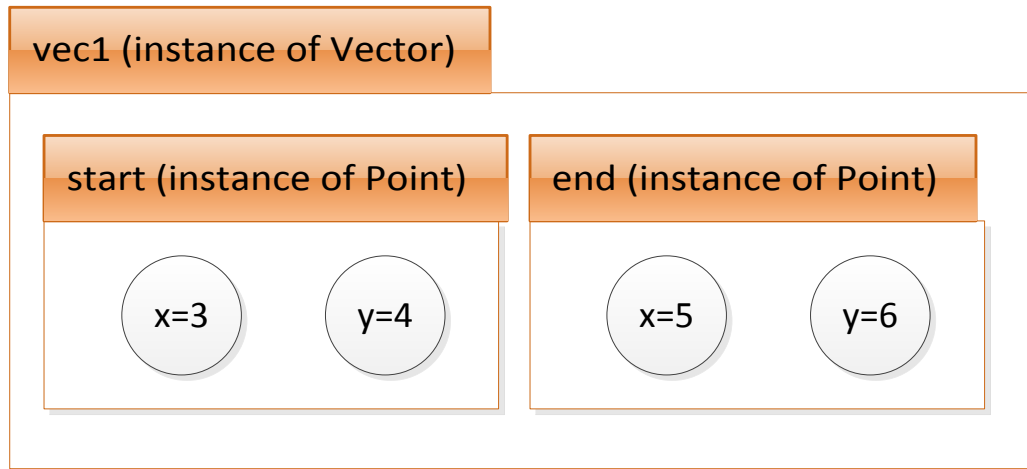 vec1 (instance of Vector)
start (instance of Point)
end (instance of Point)
x=3
y=4
x=5
y=6